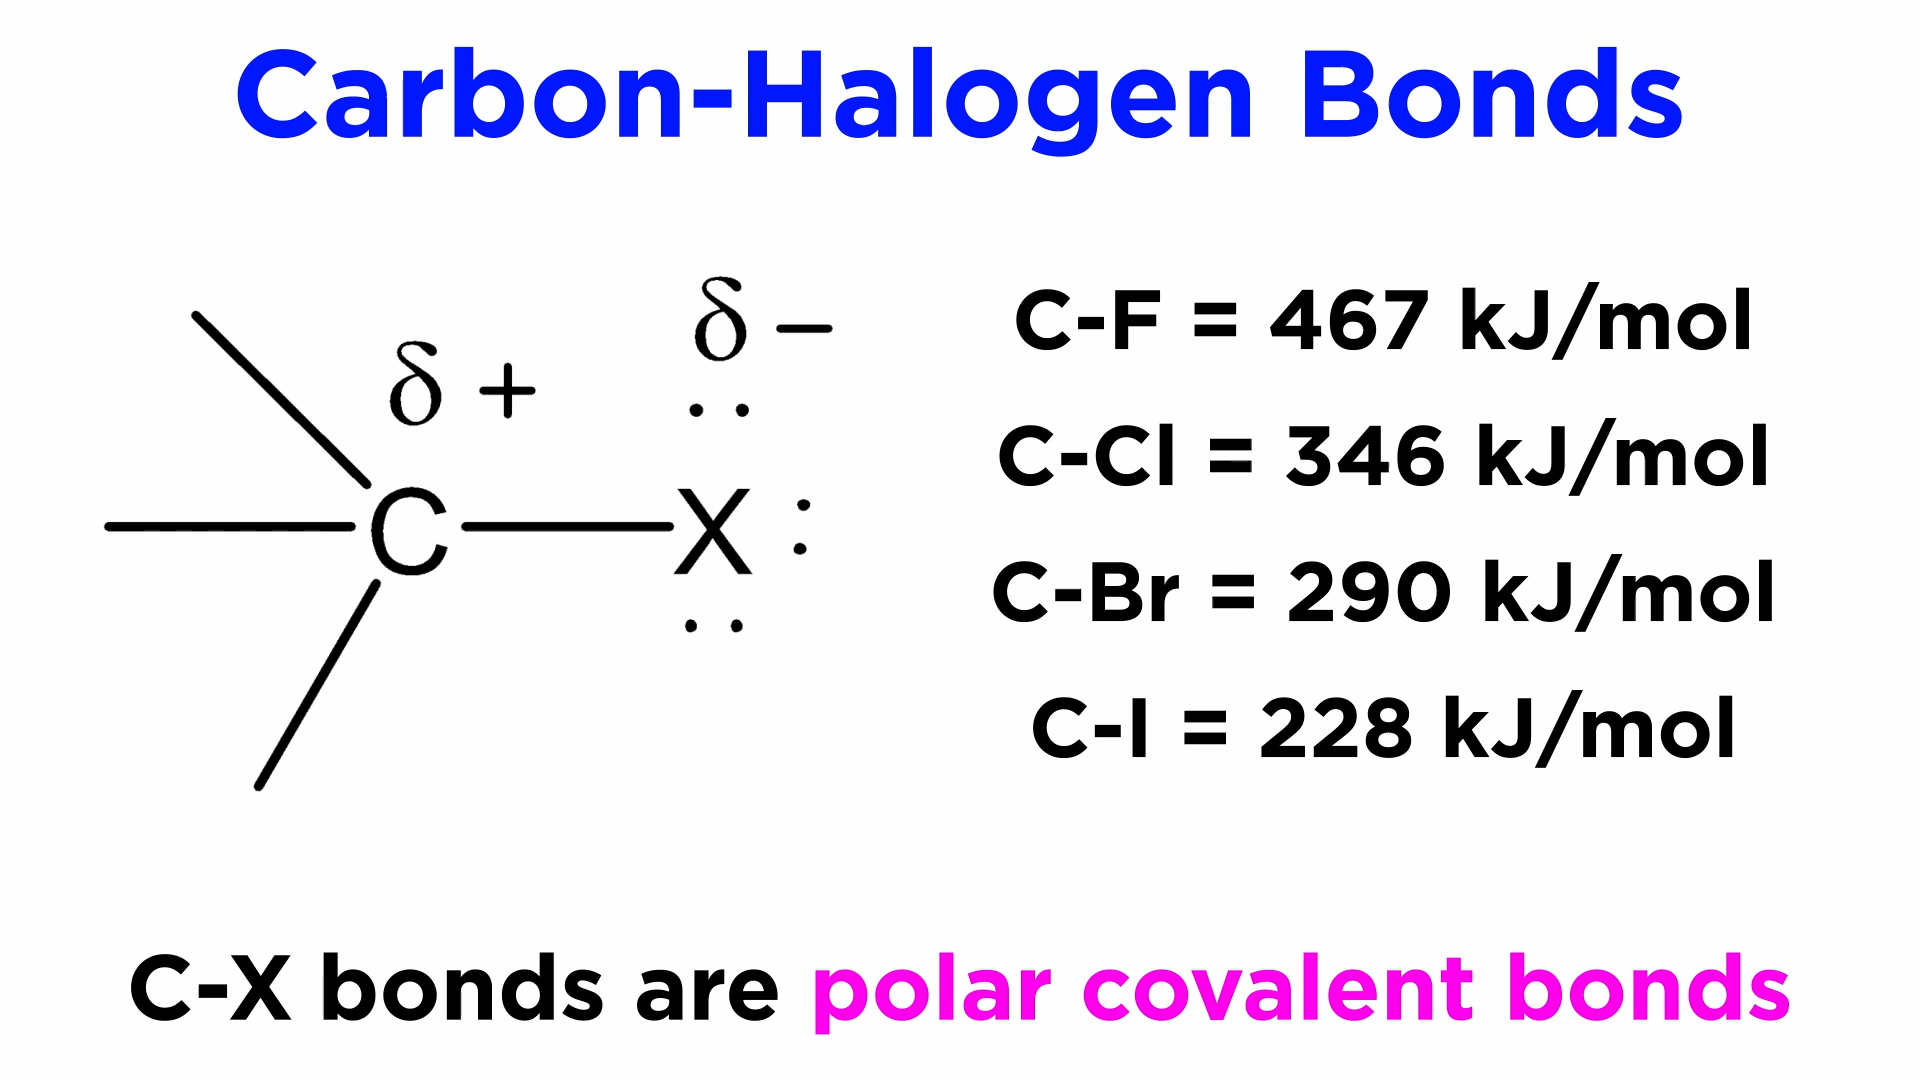 Carbon-Halogen Bonds
δ −
δ +
C X
C-F = 467 kJ/mol
C-Cl = 346 kJ/mol
C-Br = 290 kJ/mol
C-I = 228 kJ/mol
C-X bonds are polar covalent bonds